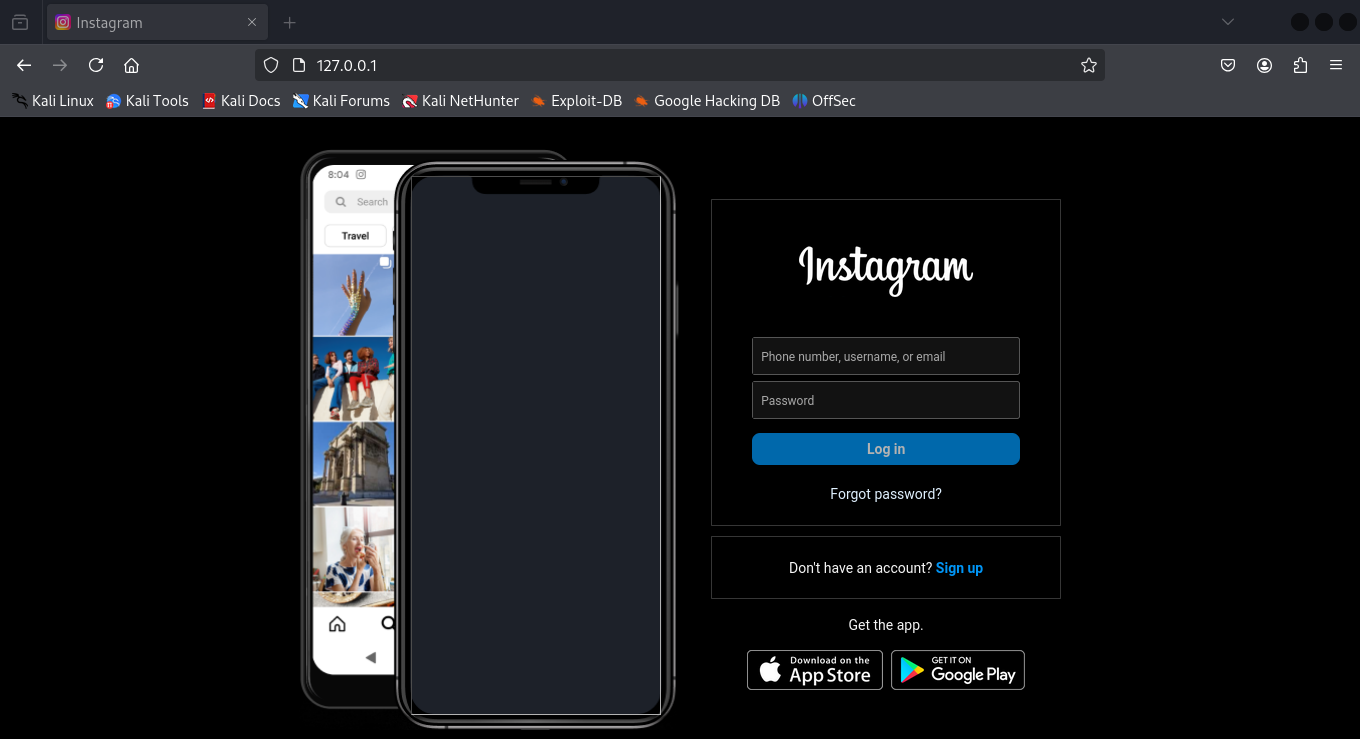 Instagram
127.0.0.1
Kali Linux Kali Tools Kali Docs Kali Forums Kali NetHunter Exploit-DB Google Hacking DB OffSec
8:04
Search
Travel
Instagram
Phone number, username, or email
Password
Log in
Forgot password?
Don't have an account? Sign up
Get the app.
Download on the
App Store
GET IT ON
Google Play